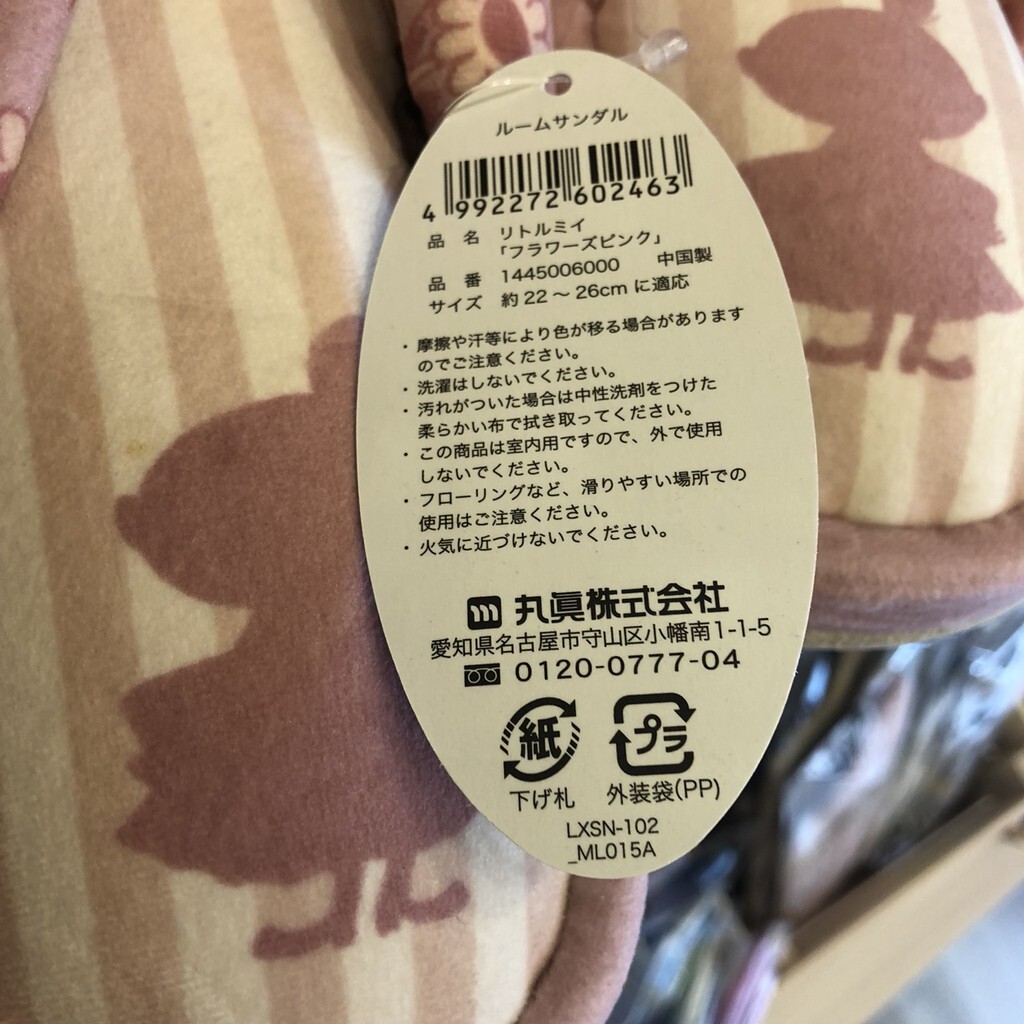 ルームサンダル
4 992272 602463
品 名 リトルミイ
「フラワーズピンク」
品 番 1445006000 中国製
サイズ 約 22 ~ 26cm に適応
・摩擦や汗等により色が移る場合があります
のでご注意ください。
・洗濯はしないでください。
・汚れがついた場合は中性洗剤をつけた
柔らかい布で拭き取ってください。
・この商品は室内用ですので、外で使用
しないでください。
・フローリングなど、滑りやすい場所での
使用はご注意ください。
・火気に近づけないでください。
m 丸眞株式会社
愛知県名古屋市守山区小幡南1-1-5
0120-0777-04
紙 プラ
下げ札 外装袋(PP)
LXSN-102
_ML015A